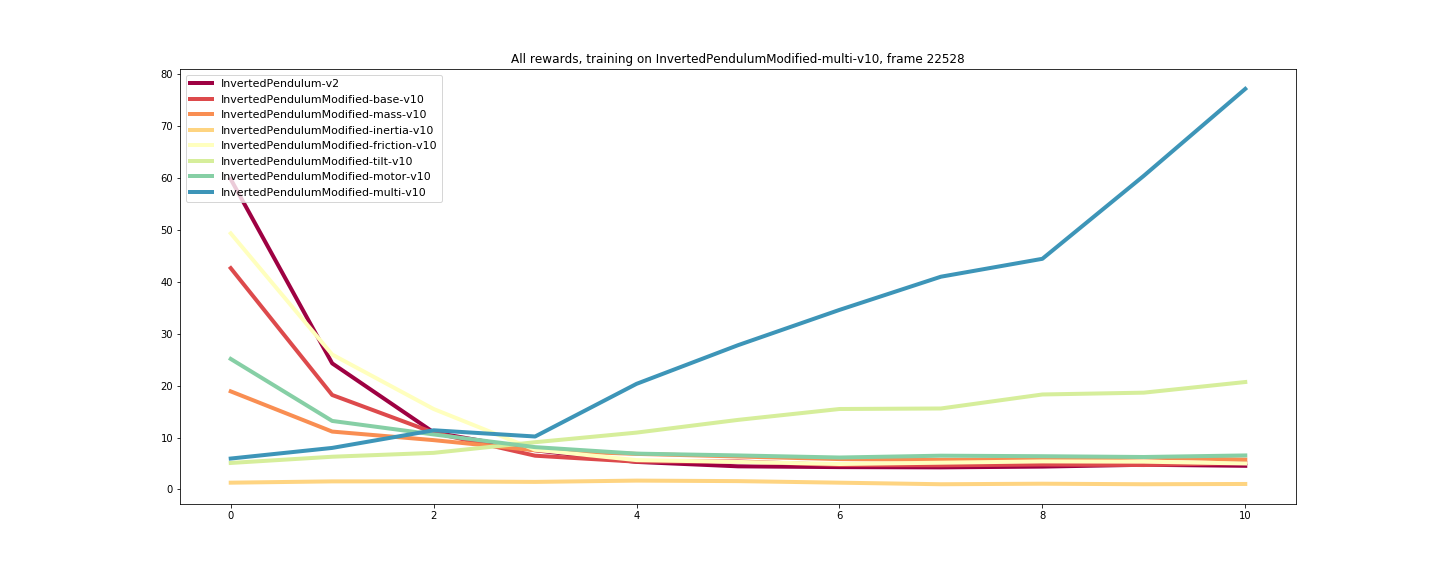 All rewards, training on InvertedPendulumModified-multi-v10, frame 22528
80
70
60
50
40
30
20
10
0
InvertedPendulum-v2
InvertedPendulumModified-base-v10
InvertedPendulumModified-mass-v10
InvertedPendulumModified-inertia-v10
InvertedPendulumModified-friction-v10
InvertedPendulumModified-tilt-v10
InvertedPendulumModified-motor-v10
InvertedPendulumModified-multi-v10
0 2 4 6 8 10